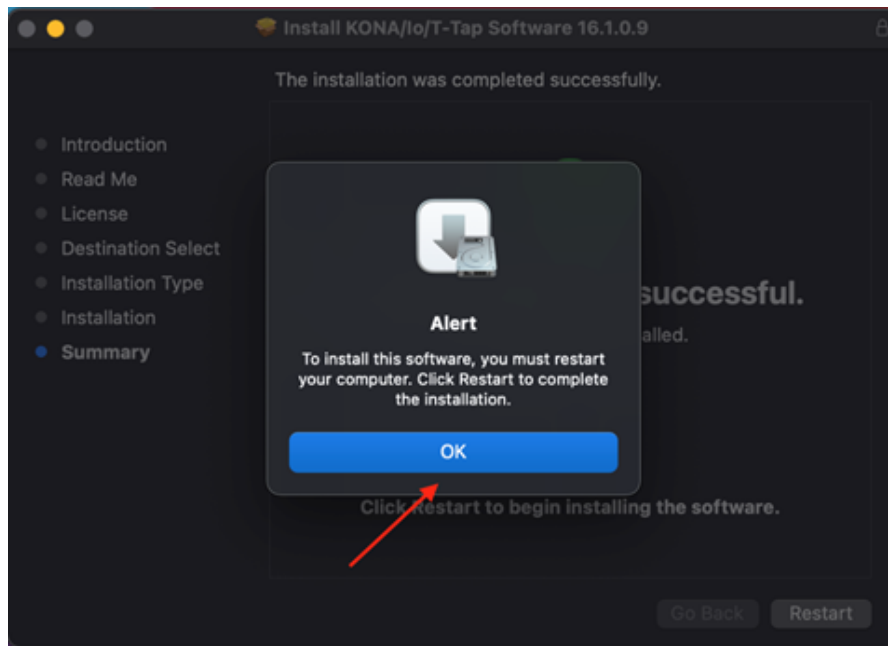 Install KONA/Io/T-Tap Software 16.1.0.9
The installation was completed successfully.
Introduction
Read Me
License
Destination Select
Installation Type
Installation
Summary
successful.
alled.
Alert
To install this software, you must restart
your computer. Click Restart to complete
the installation.
OK
Click Restart to begin installing the software.
Go Back
Restart